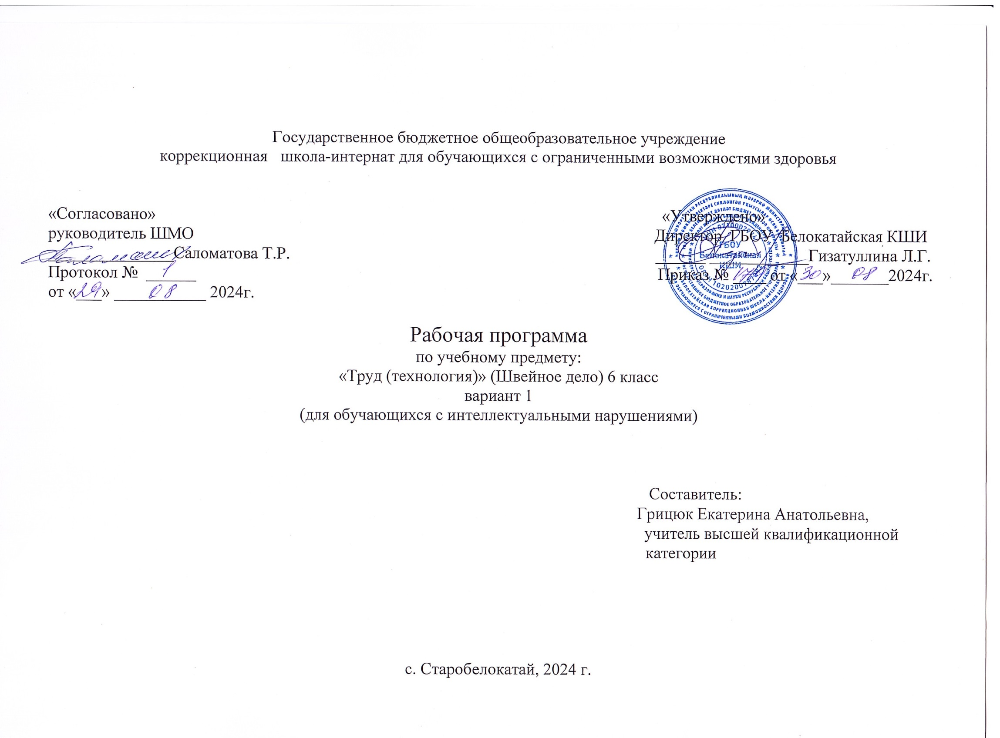 Государственное бюджетное общеобразовательное учреждение
коррекционная школа-интернат для обучающихся с ограниченными возможностями здоровья
«Согласовано»
руководитель ШМО
Саломатова Т.Р.
Протокол № 1
от «29» 08 2024г.
«Утверждено»
Директор ГБОУ Белокатайская КШИ
Гизатуллина Л.Г.
Приказ № от «30» 08 2024г.
ГБОУ
Белокатайская
КШИ
Рабочая программа
по учебному предмету:
«Труд (технология)» (Швейное дело) 6 класс
вариант 1
(для обучающихся с интеллектуальными нарушениями)
Составитель:
Грицюк Екатерина Анатольевна,
учитель высшей квалификационной
категории
с. Старобелокатай, 2024 г.